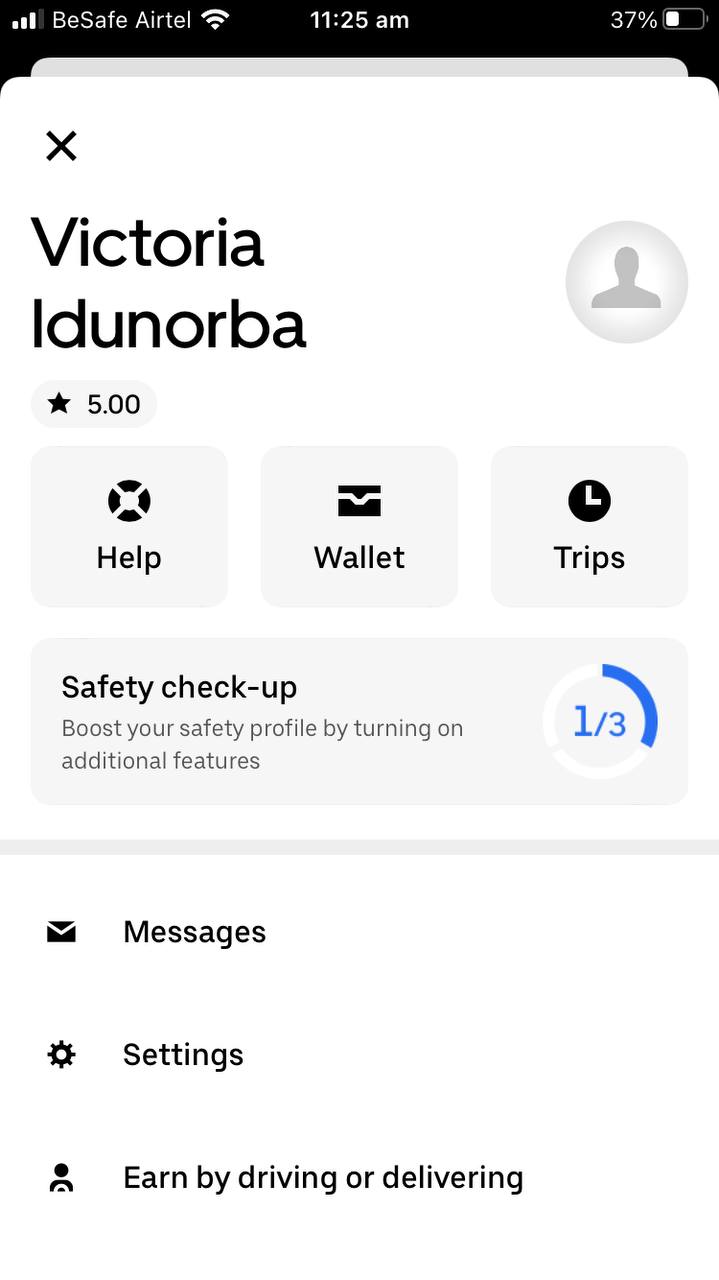 BeSafe Airtel 11:25 am 37%
Victoria
Idunorba
5.00
Help Wallet Trips
Safety check-up
Boost your safety profile by turning on
additional features
1/3
Messages
Settings
Earn by driving or delivering